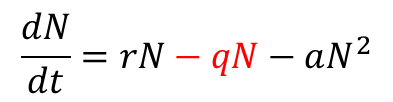 dN/dt = rN − qN − aN²